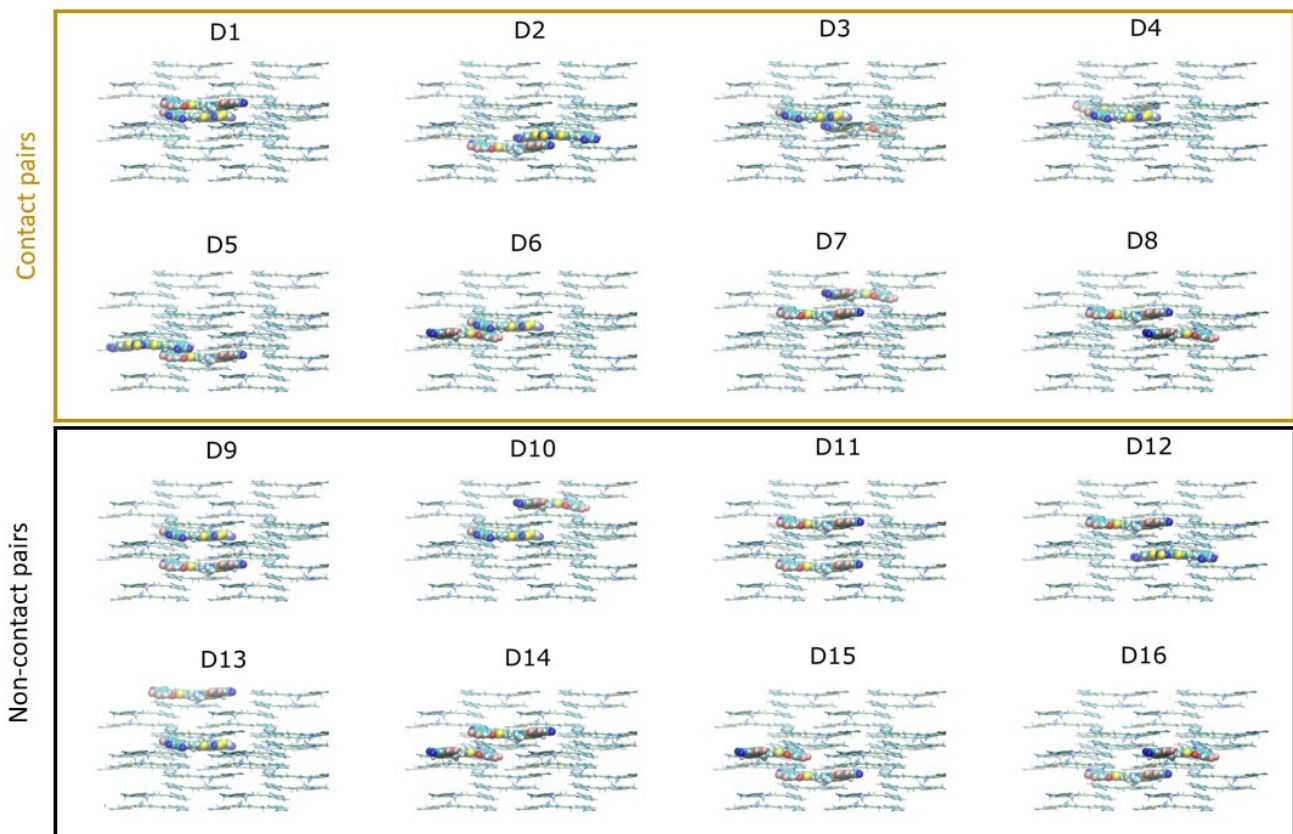 Contact pairs
D1
D2
D3
D4
D5
D6
D7
D8
Non-contact pairs
D9
D10
D11
D12
D13
D14
D15
D16